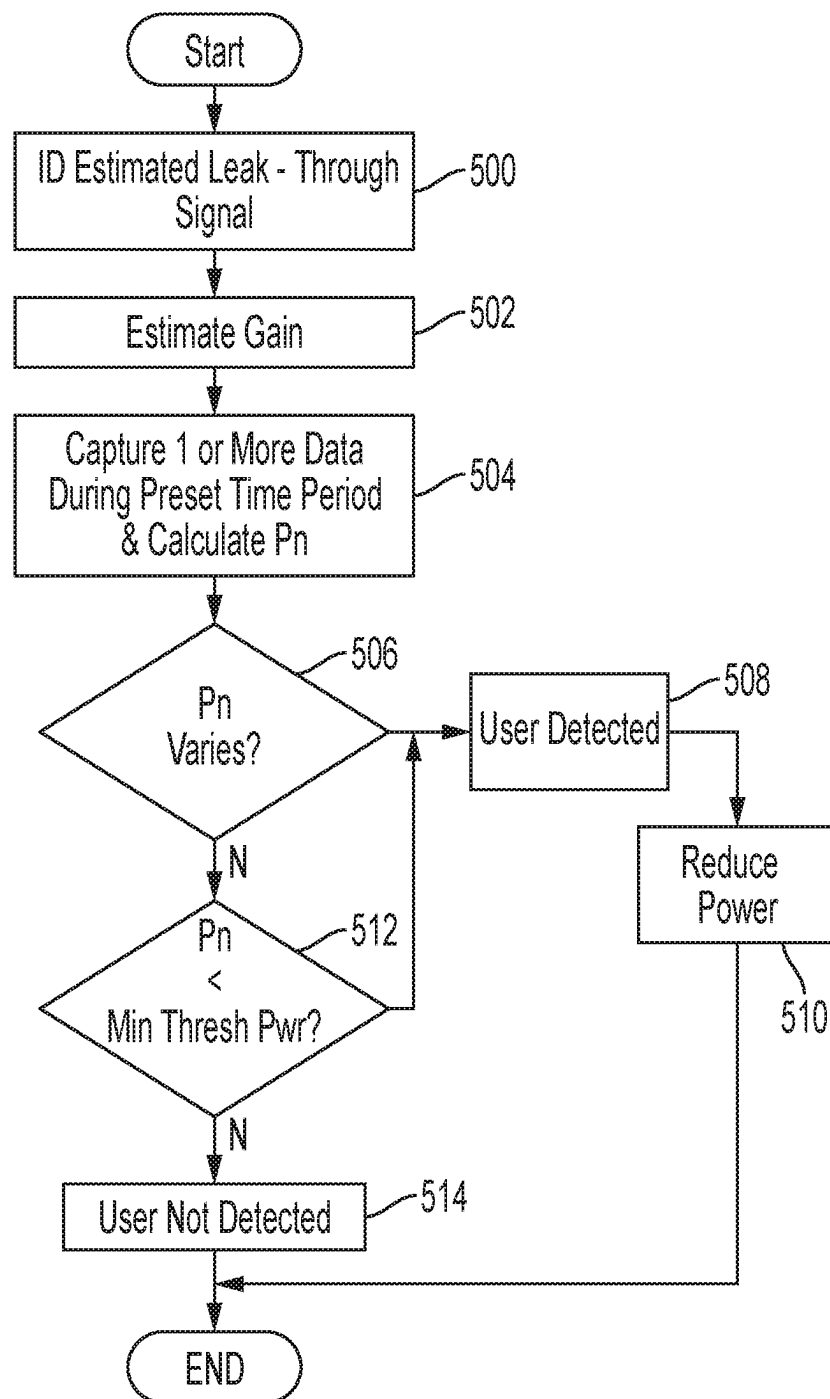 Start
ID Estimated Leak - Through
Signal
500
Estimate Gain
502
Capture 1 or More Data
During Preset Time Period
& Calculate Pn
504
Pn
Varies?
506
User Detected
508
N
Reduce
Power
510
Pn
<
Min Thresh Pwr?
512
N
User Not Detected
514
END